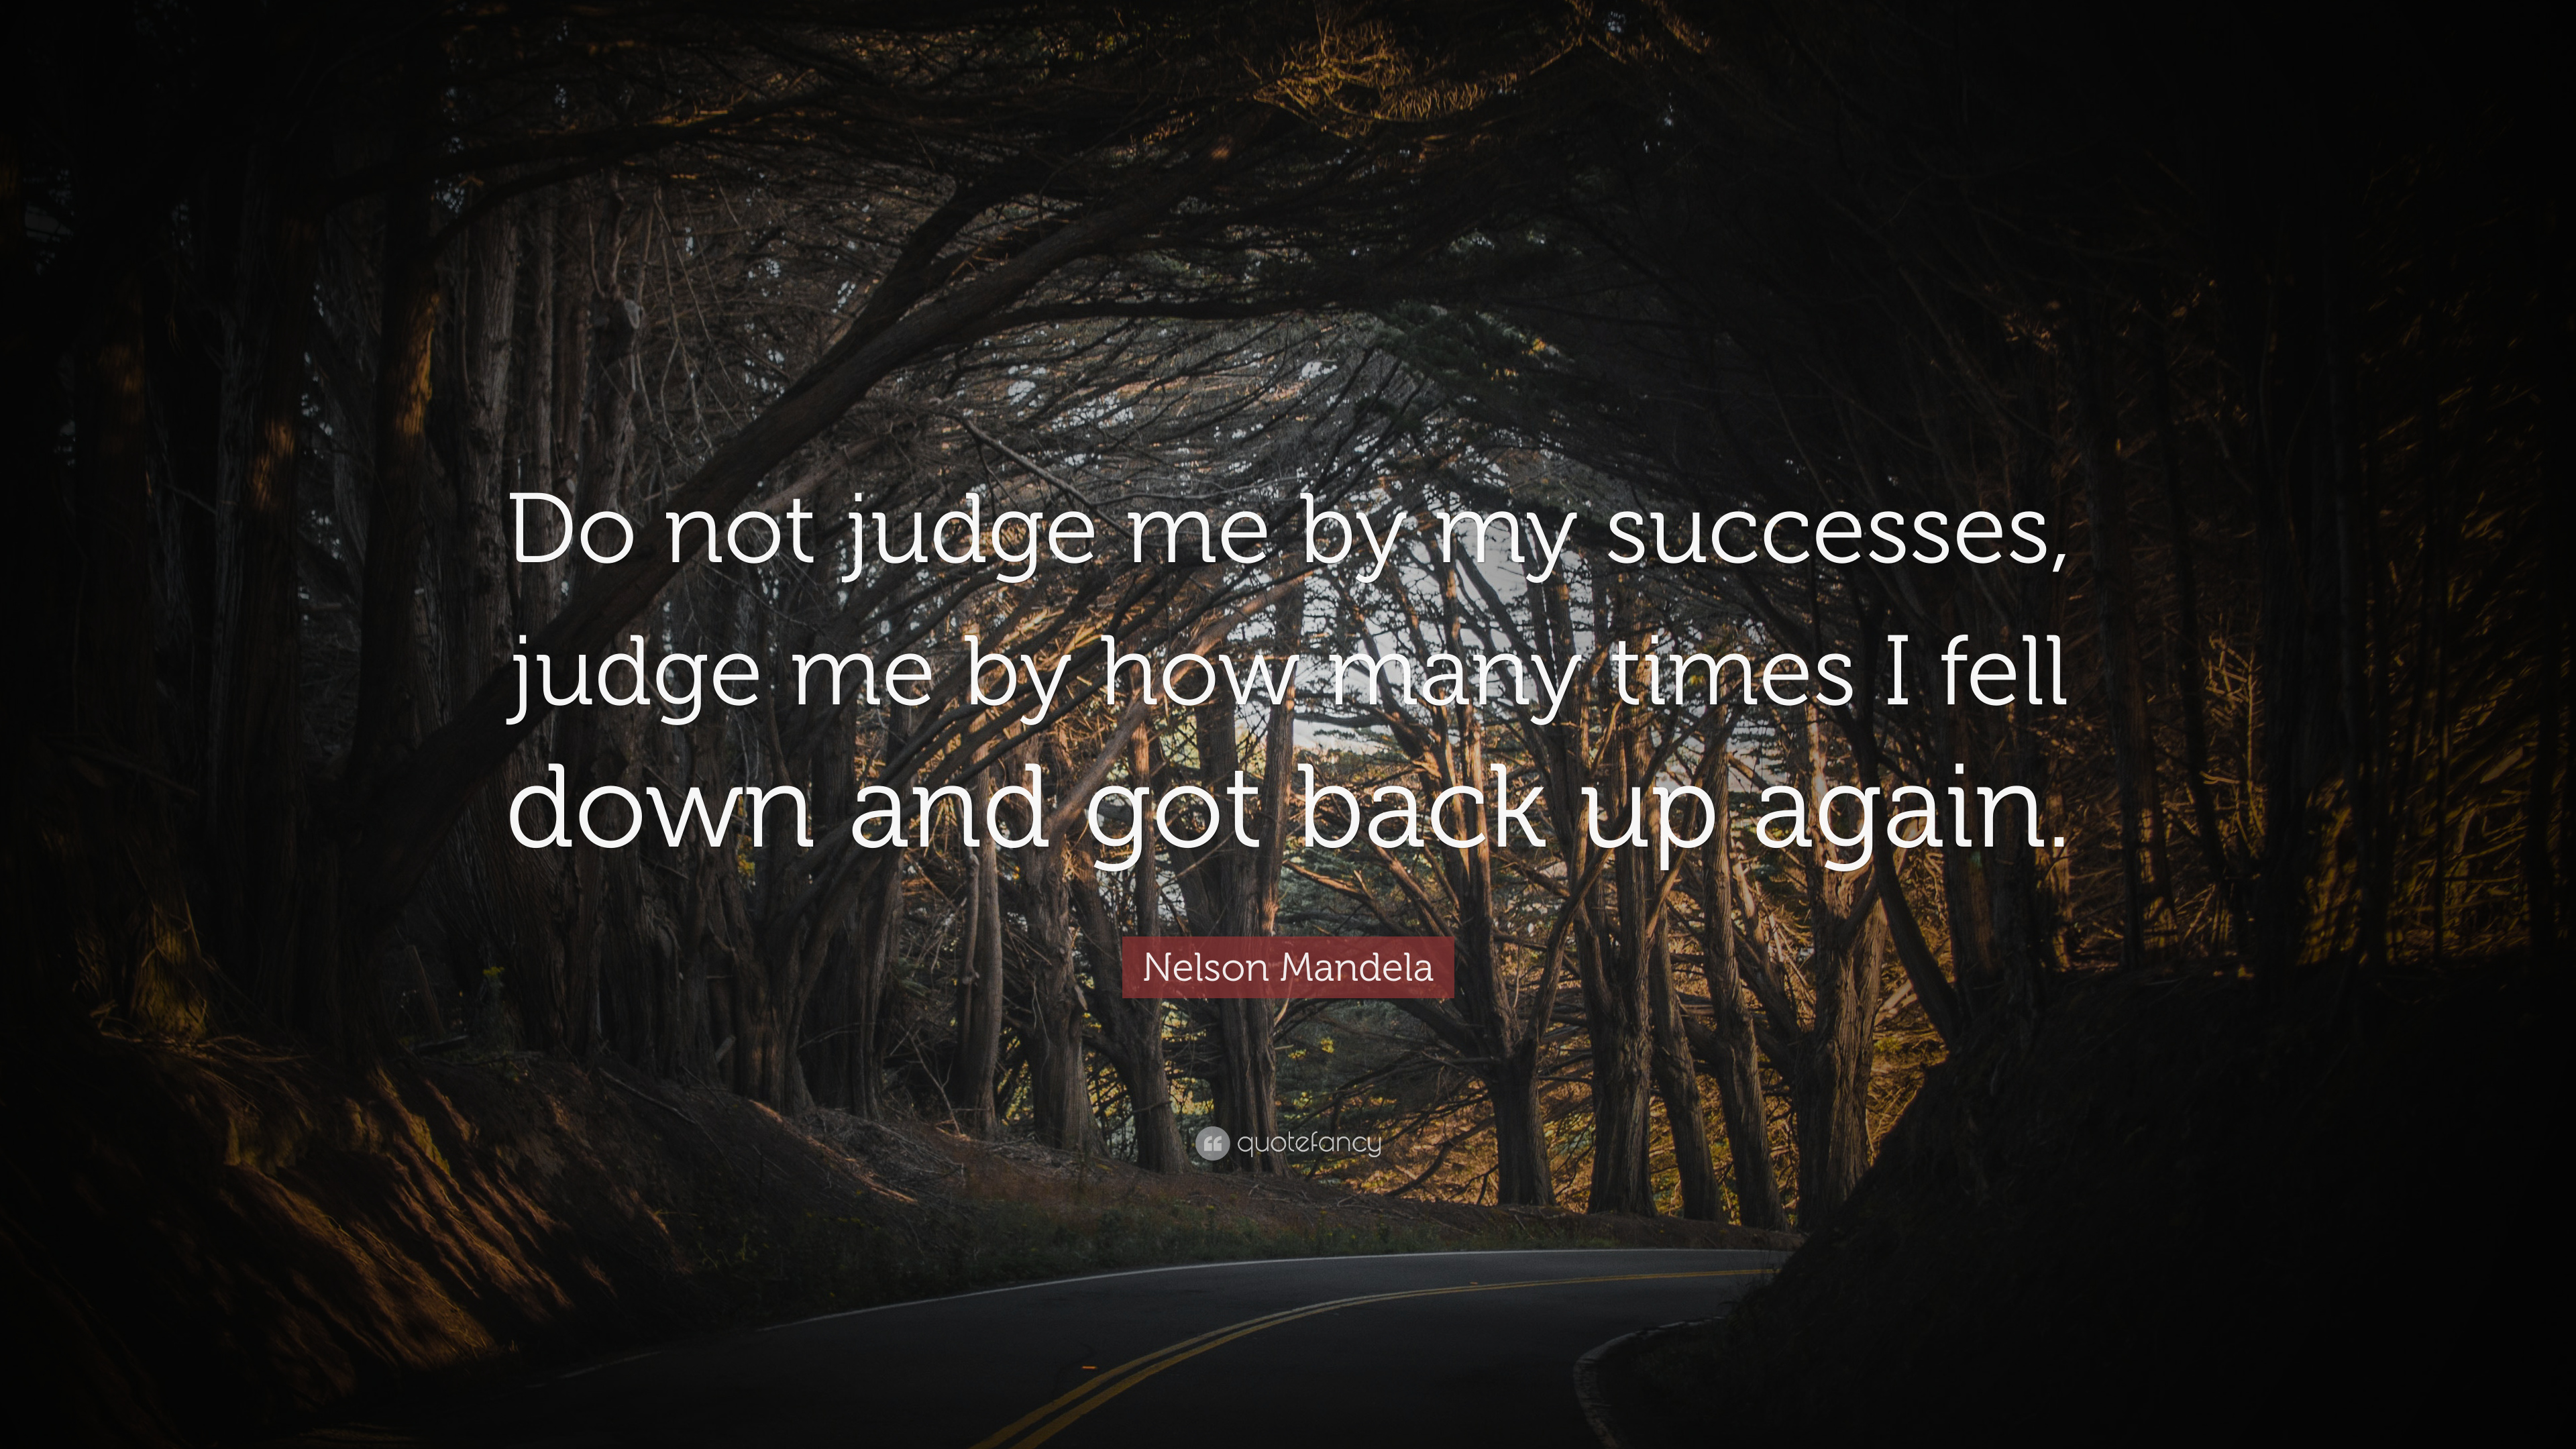 Do not judge me by my successes,
judge me by how many times I fell
down and got back up again.
Nelson Mandela
quotefancy